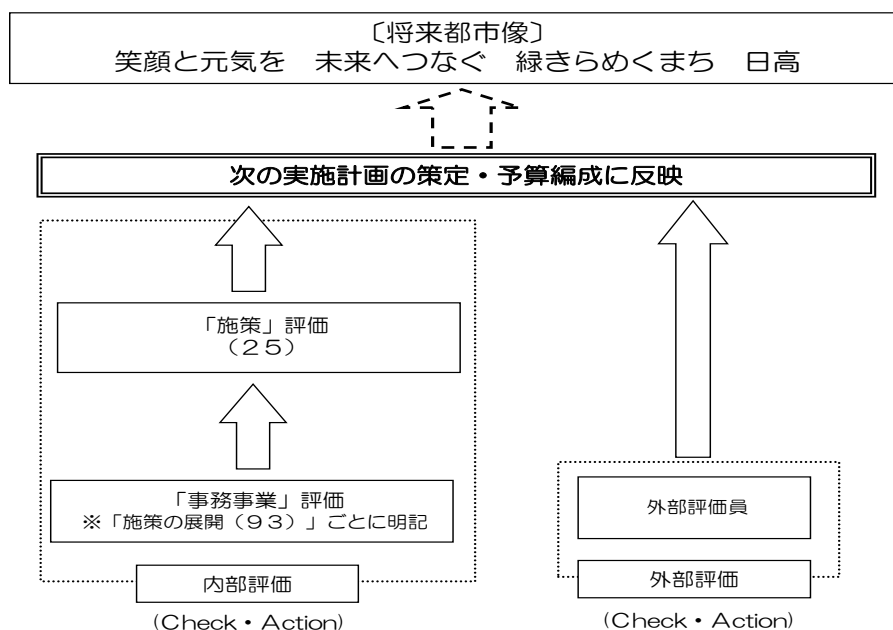 〔将来都市像〕
笑顔と元気を　未来へつなぐ　緑きらめくまち　日高
次の実施計画の策定・予算編成に反映
「施策」評価
（２５）
「事務事業」評価
※「施策の展開（９３）」ごとに明記
内部評価
(Check・Action)
外部評価員
外部評価
(Check・Action)